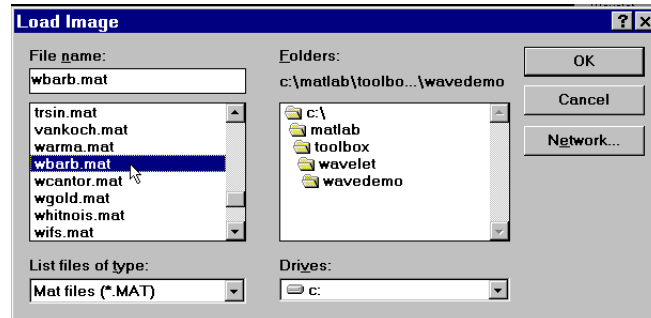 Load Image
File name:
wbarb.mat
trsin.mat
vankoch.mat
warma.mat
wbarb.mat
wcantor.mat
wgold.mat
whitnois.mat
wifs.mat
List files of type:
Mat files (*.MAT)
Folders:
c:\matlab\toolbo...\wavedemo
c:\
matlab
toolbox
wavelet
wavedemo
Drives:
c:
OK
Cancel
Network...